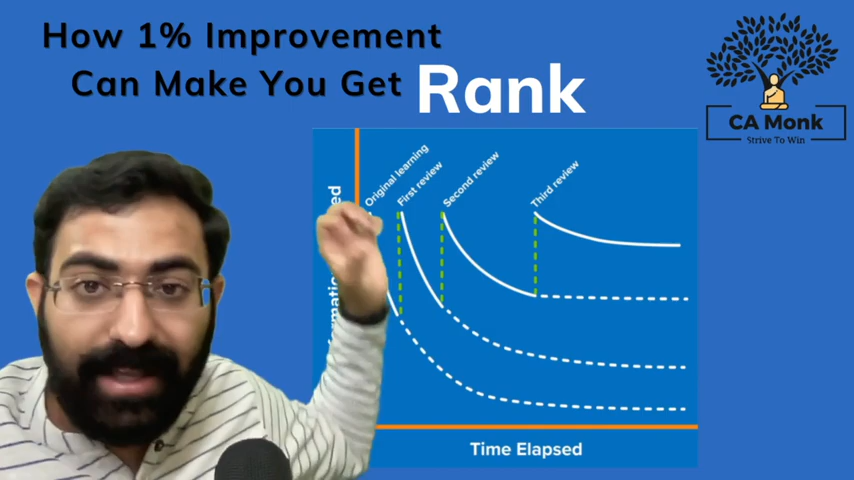 How 1% Improvement
Can Make You Get Rank
CA Monk
Strive To Win
Original learning
First review
Second review
Third review
Time Elapsed